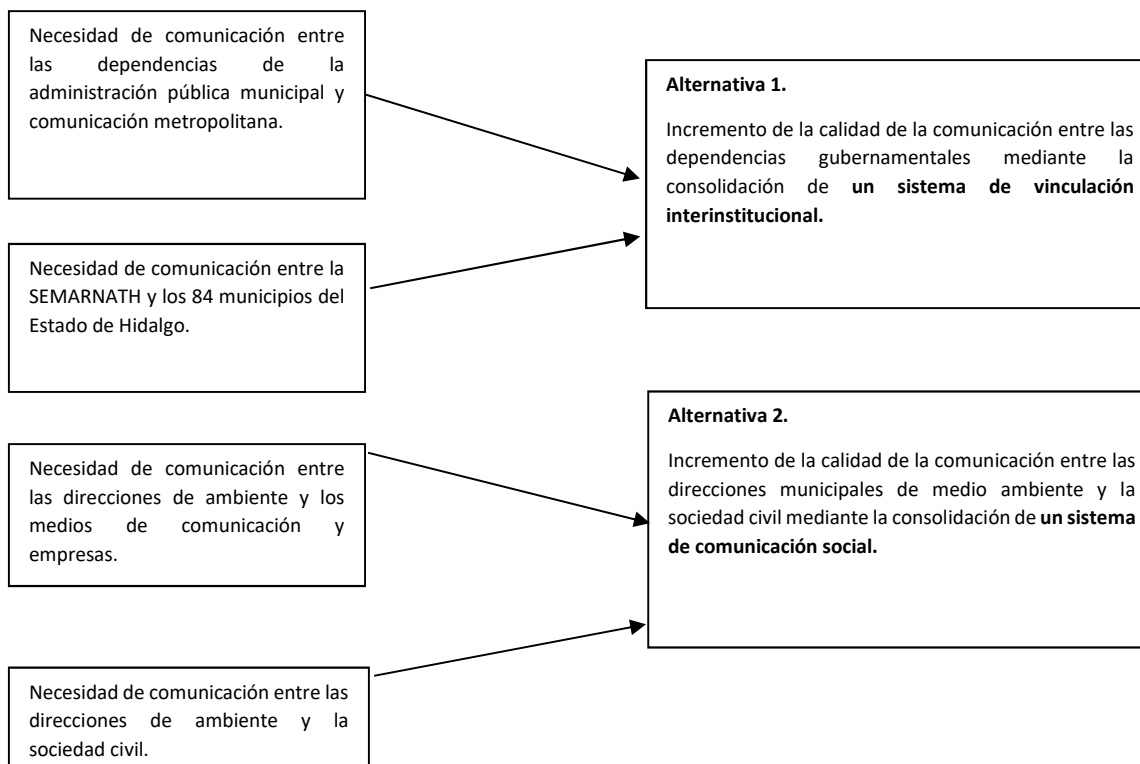 Necesidad de comunicación entre
las dependencias de la
administración pública municipal y
comunicación metropolitana.
Necesidad de comunicación entre la
SEMARNATH y los 84 municipios del
Estado de Hidalgo.
Necesidad de comunicación entre
las direcciones de ambiente y los
medios de comunicación y
empresas.
Necesidad de comunicación entre las
direcciones de ambiente y la
sociedad civil.
Alternativa 1.
Incremento de la calidad de la comunicación entre las
dependencias gubernamentales mediante la
consolidación de un sistema de vinculación
interinstitucional.
Alternativa 2.
Incremento de la calidad de la comunicación entre las
direcciones municipales de medio ambiente y la
sociedad civil mediante la consolidación de un sistema
de comunicación social.